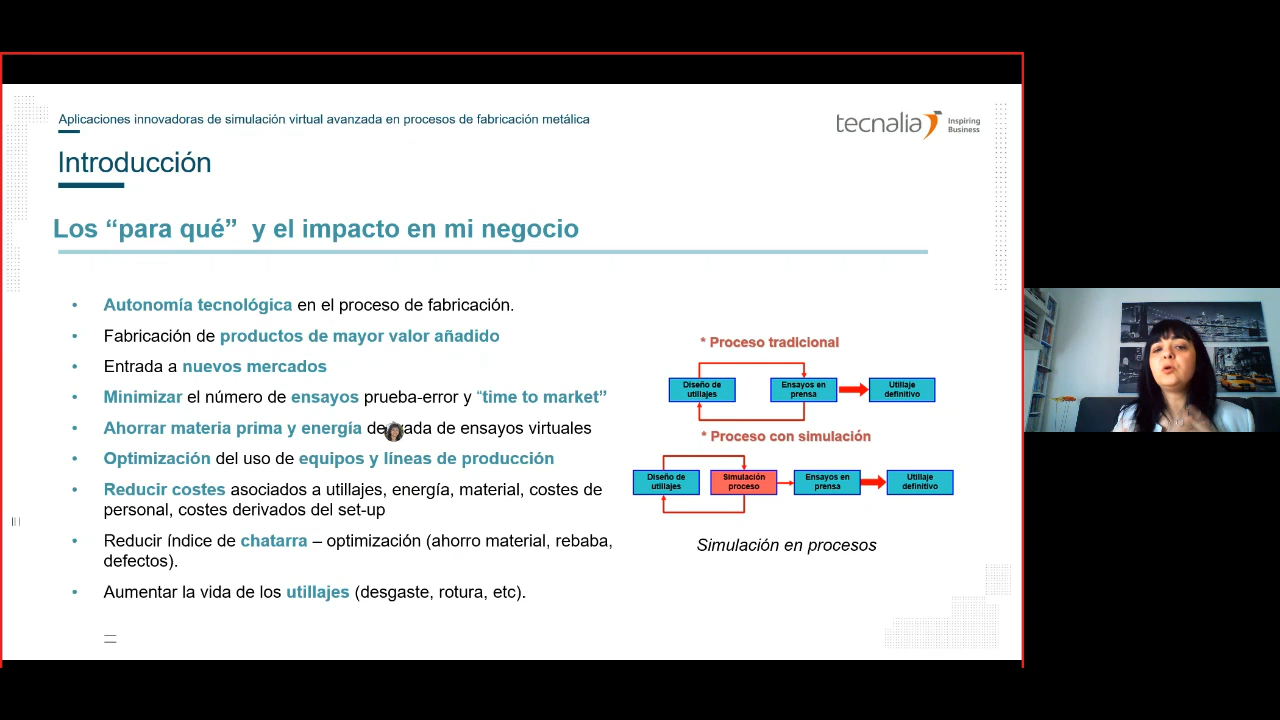 Aplicaciones innovadoras de simulación virtual avanzada en procesos de fabricación metálica
tecnalia
Inspiring
Business
Introducción
Los “para qué” y el impacto en mi negocio
• Autonomía tecnológica en el proceso de fabricación.
• Fabricación de productos de mayor valor añadido
• Entrada a nuevos mercados
• Minimizar el número de ensayos prueba-error y “time to market”
• Ahorrar materia prima y energía de ensayos virtuales
• Optimización del uso de equipos y líneas de producción
• Reducir costes asociados a utillajes, energía, material, costes de
personal, costes derivados del set-up
• Reducir índice de chatarra – optimización (ahorro material, rebaba,
defectos).
• Aumentar la vida de los utillajes (desgaste, rotura, etc).
* Proceso tradicional
Diseño de
utillajes
Ensayos en
prensa
Utillaje
definitivo
* Proceso con simulación
Diseño de
utillajes
Simulación
proceso
Ensayos en
prensa
Utillaje
definitivo
Simulación en procesos